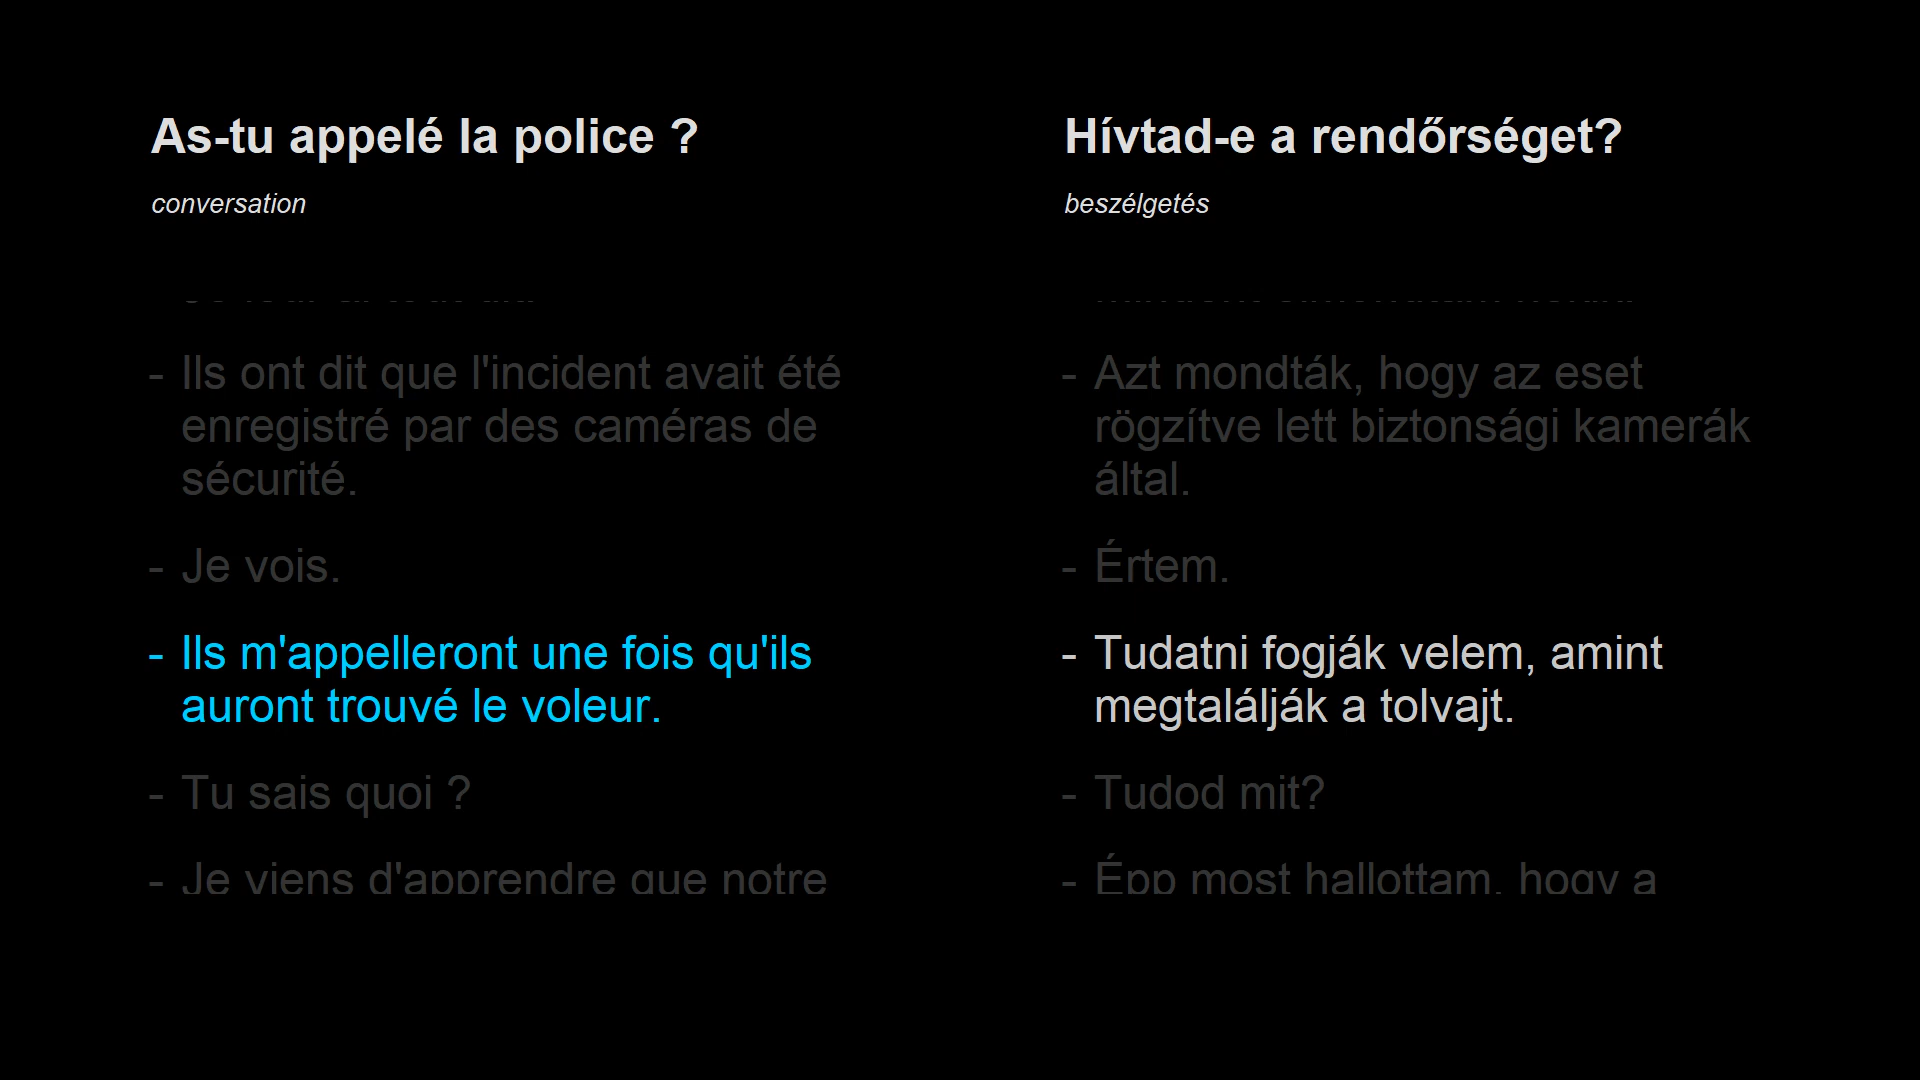 As-tu appelé la police ?
conversation
- Ils ont dit que l'incident avait été
enregistré par des caméras de
sécurité.
- Je vois.
- Ils m'appelleront une fois qu'ils
auront trouvé le voleur.
- Tu sais quoi ?
- Je viens d'apprendre que notre
Hívtad-e a rendőrséget?
beszélgetés
- Azt mondták, hogy az eset
rögzítve lett biztonsági kamerák
által.
- Értem.
- Tudatni fogják velem, amint
megtalálják a tolvajt.
- Tudod mit?
- Épp most hallottam, hogy a